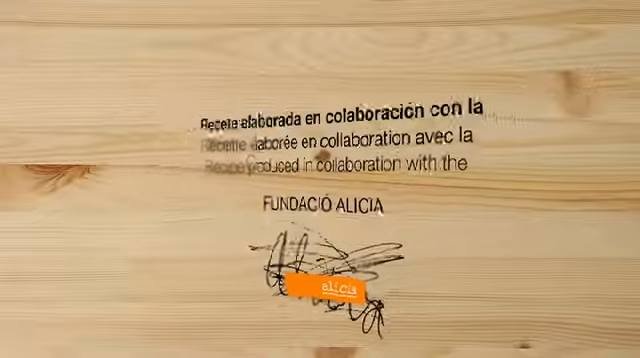 Receta elaborada en colaboración con la
Recette élaborée en collaboration avec la
Recipe produced in collaboration with the
FUNDACIÓ ALICIA
alícia